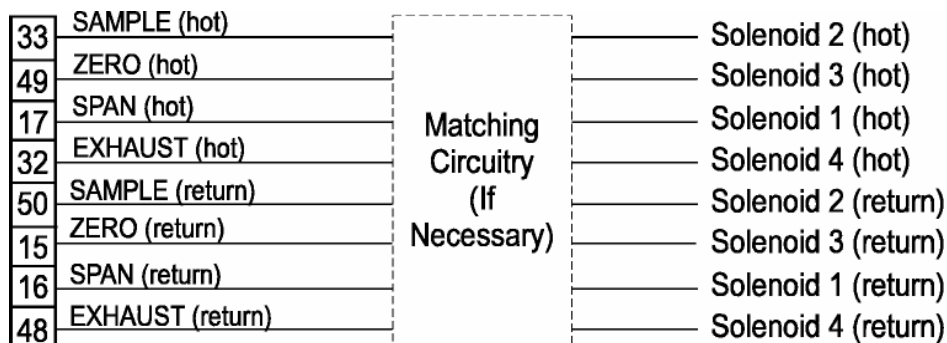 33 SAMPLE (hot) Solenoid 2 (hot)
49 ZERO (hot) Solenoid 3 (hot)
17 SPAN (hot) Solenoid 1 (hot)
32 EXHAUST (hot) Solenoid 4 (hot)
50 SAMPLE (return) Solenoid 2 (return)
15 ZERO (return) Solenoid 3 (return)
16 SPAN (return) Solenoid 1 (return)
48 EXHAUST (return) Solenoid 4 (return)
Matching
Circuitry
(If
Necessary)